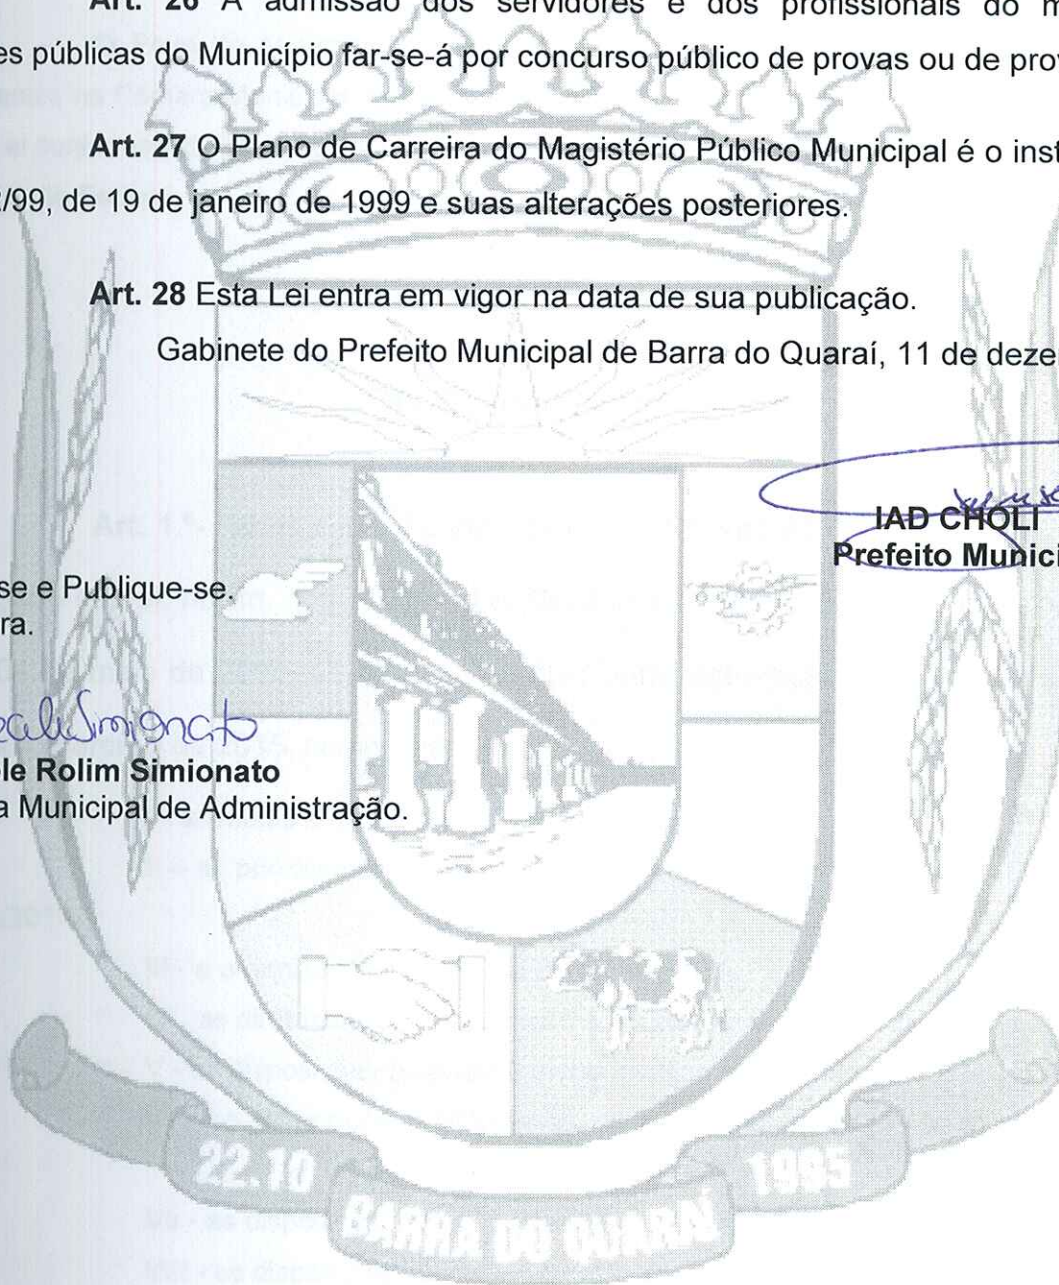 Art. 26 A admissão dos servidores e dos profissionais do m
es públicas do Município far-se-á por concurso público de provas ou de prov
Art. 27 O Plano de Carreira do Magistério Público Municipal é o inst
/99, de 19 de janeiro de 1999 e suas alterações posteriores.
Art. 28 Esta Lei entra em vigor na data de sua publicação.
Gabinete do Prefeito Municipal de Barra do Quaraí, 11 de deze
IAD CHOLI
Prefeito Munici
se e Publique-se.
ra.
Simionato
le Rolim Simionato
a Municipal de Administração.
22.10
BARRA DO QUARAÍ
1995